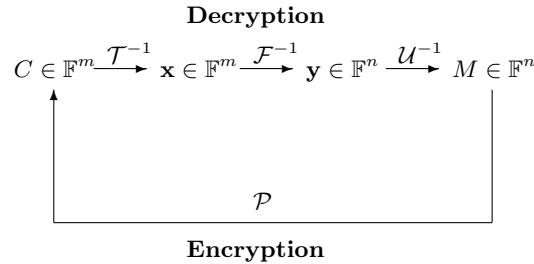 Decryption
C ∈ 𝔽^m 𝒯^{-1} 𝐱 ∈ 𝔽^m ℱ^{-1} 𝐲 ∈ 𝔽^n 𝒰^{-1} M ∈ 𝔽^n
𝒫
Encryption